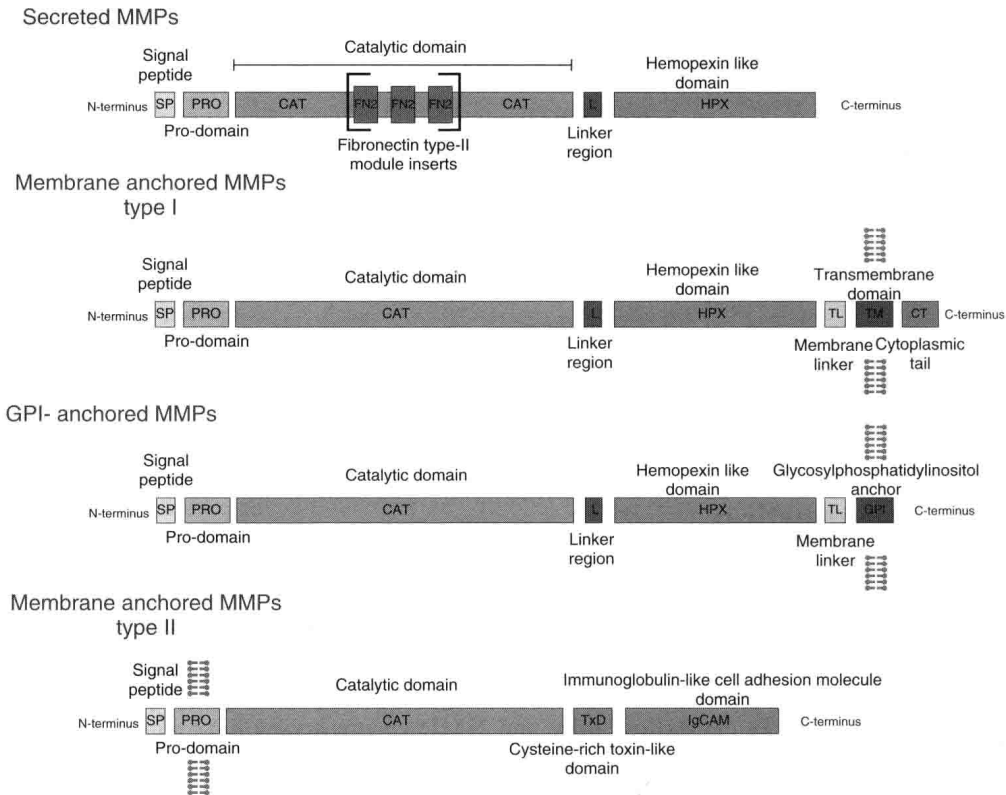 Secreted MMPs
Catalytic domain
Signal
peptide
Hemopexin like
domain
N-terminus SP PRO CAT FN2 FN2 FN2 CAT L HPX C-terminus
Pro-domain
Fibronectin type-II
module inserts
Linker
region
Membrane anchored MMPs
type I
Signal
peptide
Catalytic domain
Hemopexin like
domain
Transmembrane
domain
N-terminus SP PRO CAT L HPX TL TM CT C-terminus
Pro-domain
Linker
region
Membrane
linker
Cytoplasmic
tail
GPI- anchored MMPs
Signal
peptide
Catalytic domain
Hemopexin like
domain
Glycosylphosphatidylinositol
anchor
N-terminus SP PRO CAT L HPX TL GPI C-terminus
Pro-domain
Linker
region
Membrane
linker
Membrane anchored MMPs
type II
Signal
peptide
Catalytic domain
Immunoglobulin-like cell adhesion molecule
domain
N-terminus SP PRO CAT TxD IgCAM C-terminus
Pro-domain
Cysteine-rich toxin-like
domain